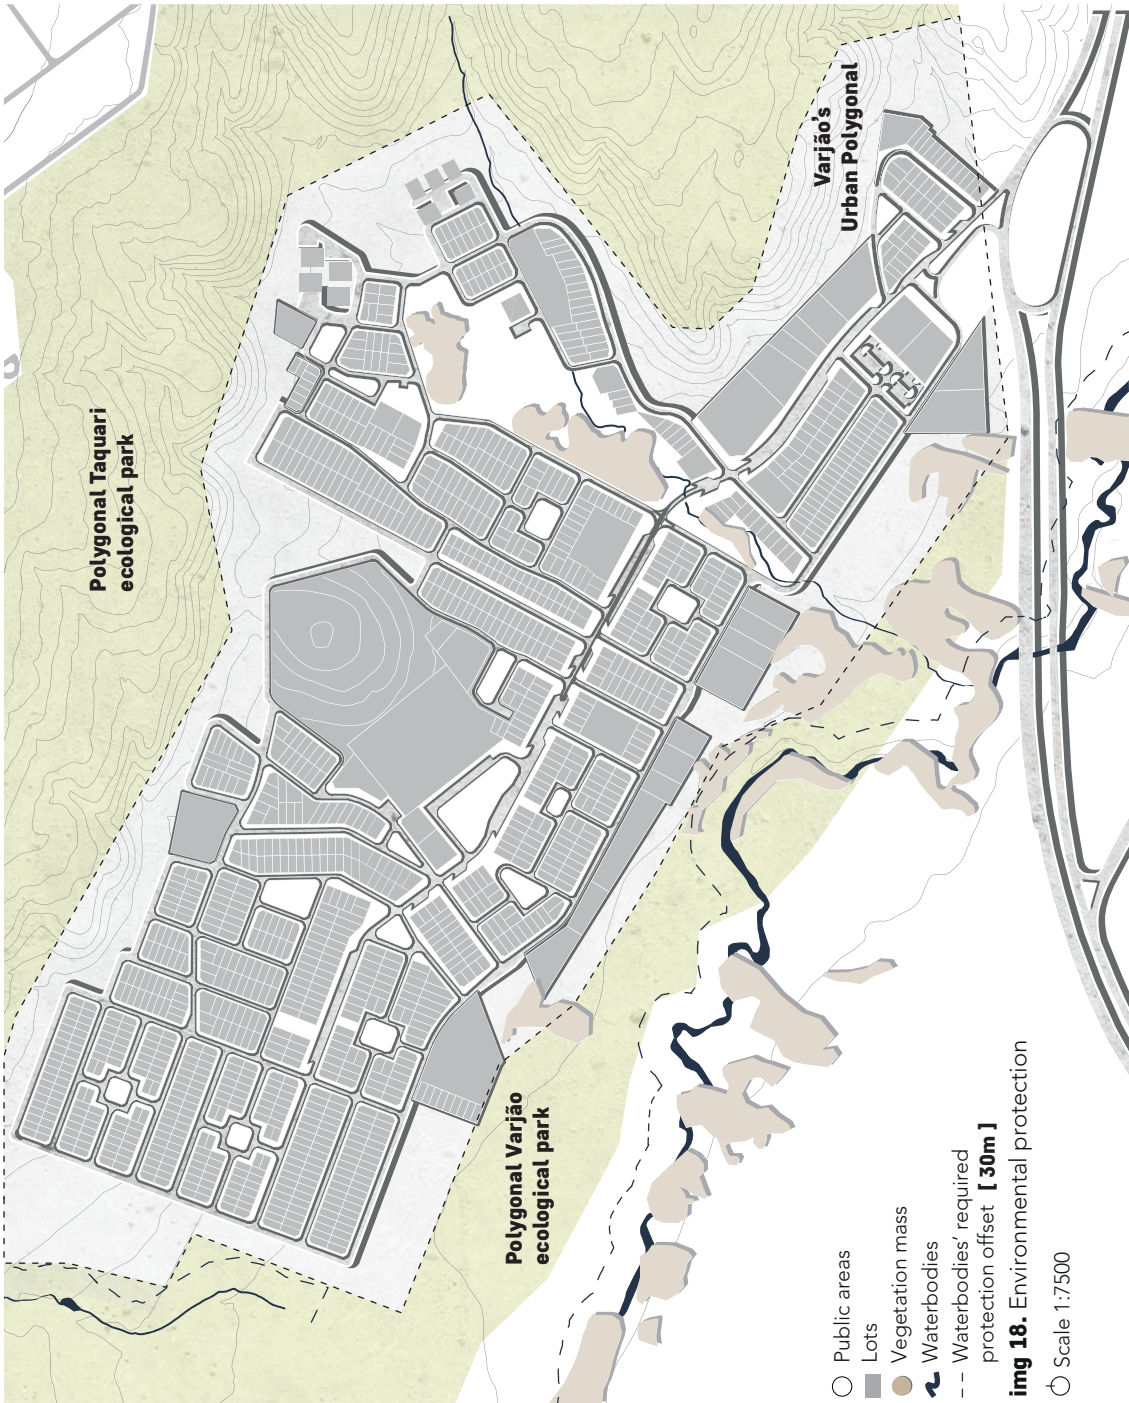 Polygonal Taquari
ecological park
Varjão's
Urban Polygonal
Polygonal Varjão
ecological park
Public areas
Lots
Vegetation mass
Waterbodies
Waterbodies' required
protection offset [ 30m ]
img 18. Environmental protection
Scale 1:7500